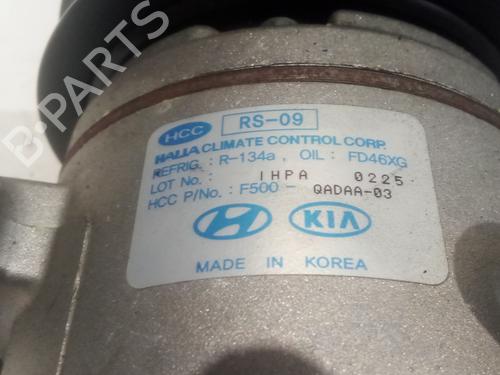 HCC RS-09
HALLA CLIMATE CONTROL CORP.
REFRIG. : R-134a, OIL : FD46XG
LOT No. : IHPA 0225
HCC P/No. : F500 - QADAA-03
KIA
MADE IN KOREA
B-PARTS